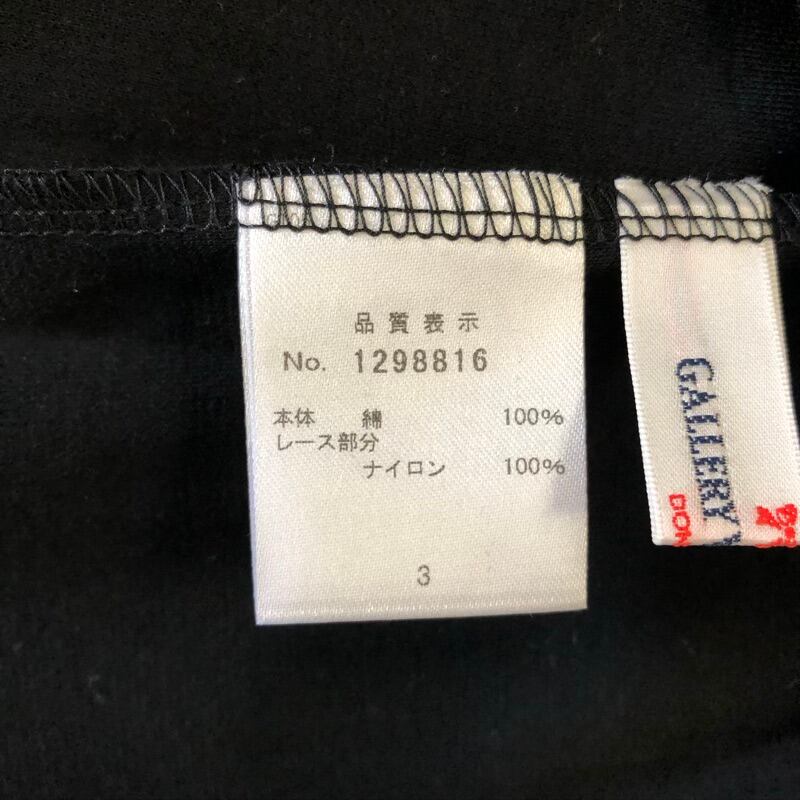 品質表示
No. 1298816
本体 綿 100%
レース部分
ナイロン 100%
3
GALLERY